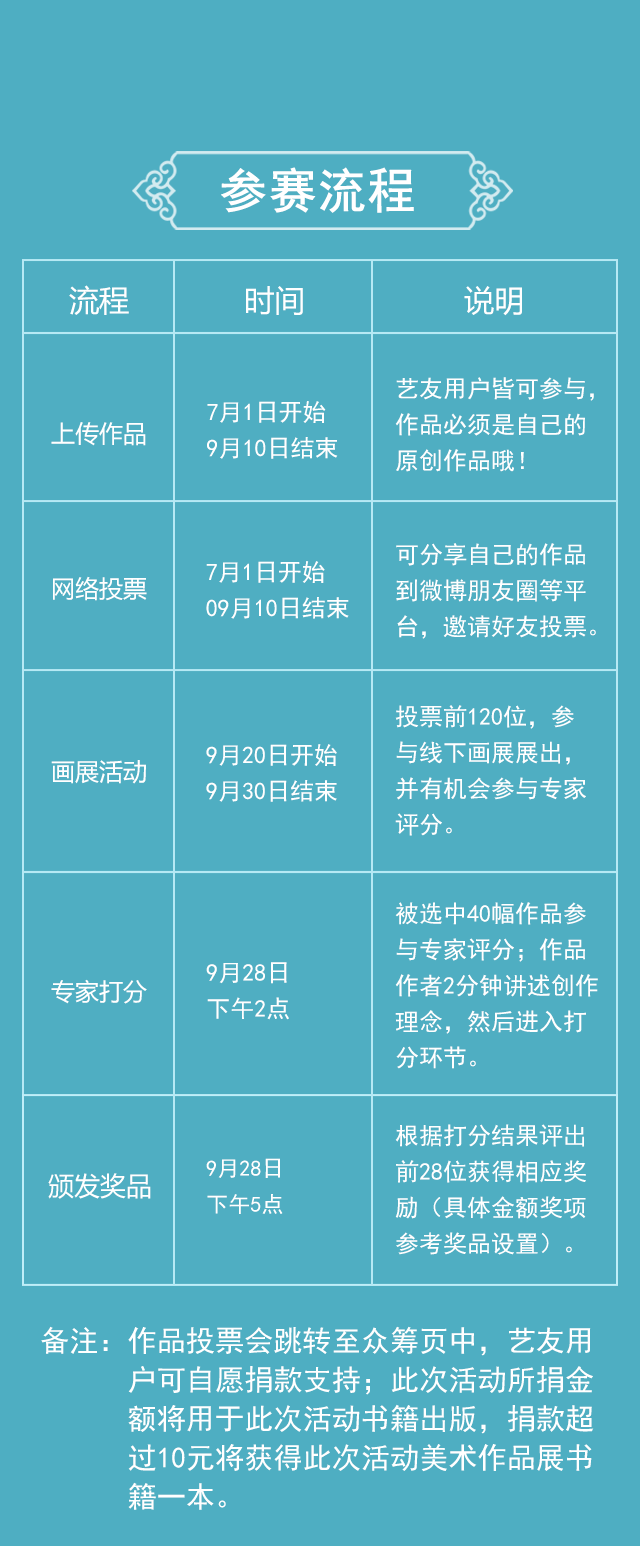 参赛流程
流程
时间
说明
上传作品
7月1日开始
9月10日结束
艺友用户皆可参与，
作品必须是自己的
原创作品哦！
网络投票
7月1日开始
09月10日结束
可分享自己的作品
到微博朋友圈等平
台，邀请好友投票。
画展活动
9月20日开始
9月30日结束
投票前120位，参
与线下画展展出，
并有机会参与专家
评分。
专家打分
9月28日
下午2点
被选中40幅作品参
与专家评分；作品
作者2分钟讲述创作
理念，然后进入打
分环节。
颁发奖品
9月28日
下午5点
根据打分结果评出
前28位获得相应奖
励（具体金额奖项
参考奖品设置）。
备注：作品投票会跳转至众筹页中，艺友用
户可自愿捐款支持；此次活动所捐金
额将用于此次活动书籍出版，捐款超
过10元将获得此次活动美术作品展书
籍一本。